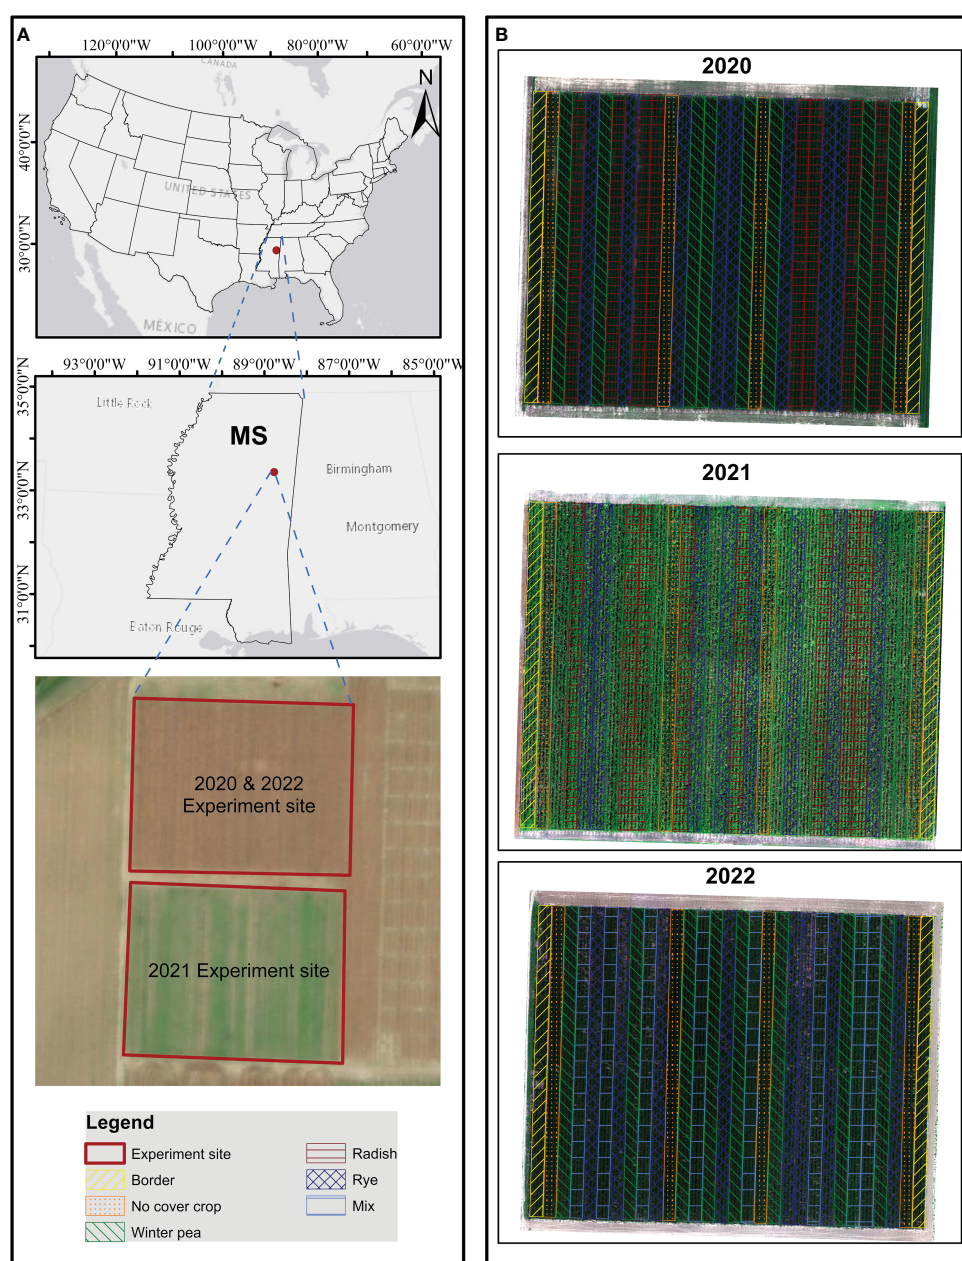 A
120°0'0"W 100°0'0"W 80°0'0"W 60°0'0"W
CANADA
N
40°0'0"N
UNITED STATES
30°0'0"N
MÉXICO
93°0'0"W 91°0'0"W 89°0'0"W 87°0'0"W 85°0'0"W
35°0'0"N
Little Rock
MS
Birmingham
33°0'0"N
Montgomery
31°0'0"N
Baton Rouge
2020 & 2022
Experiment site
2021 Experiment site
Legend
Experiment site
Border
No cover crop
Winter pea
Radish
Rye
Mix
B
2020
2021
2022